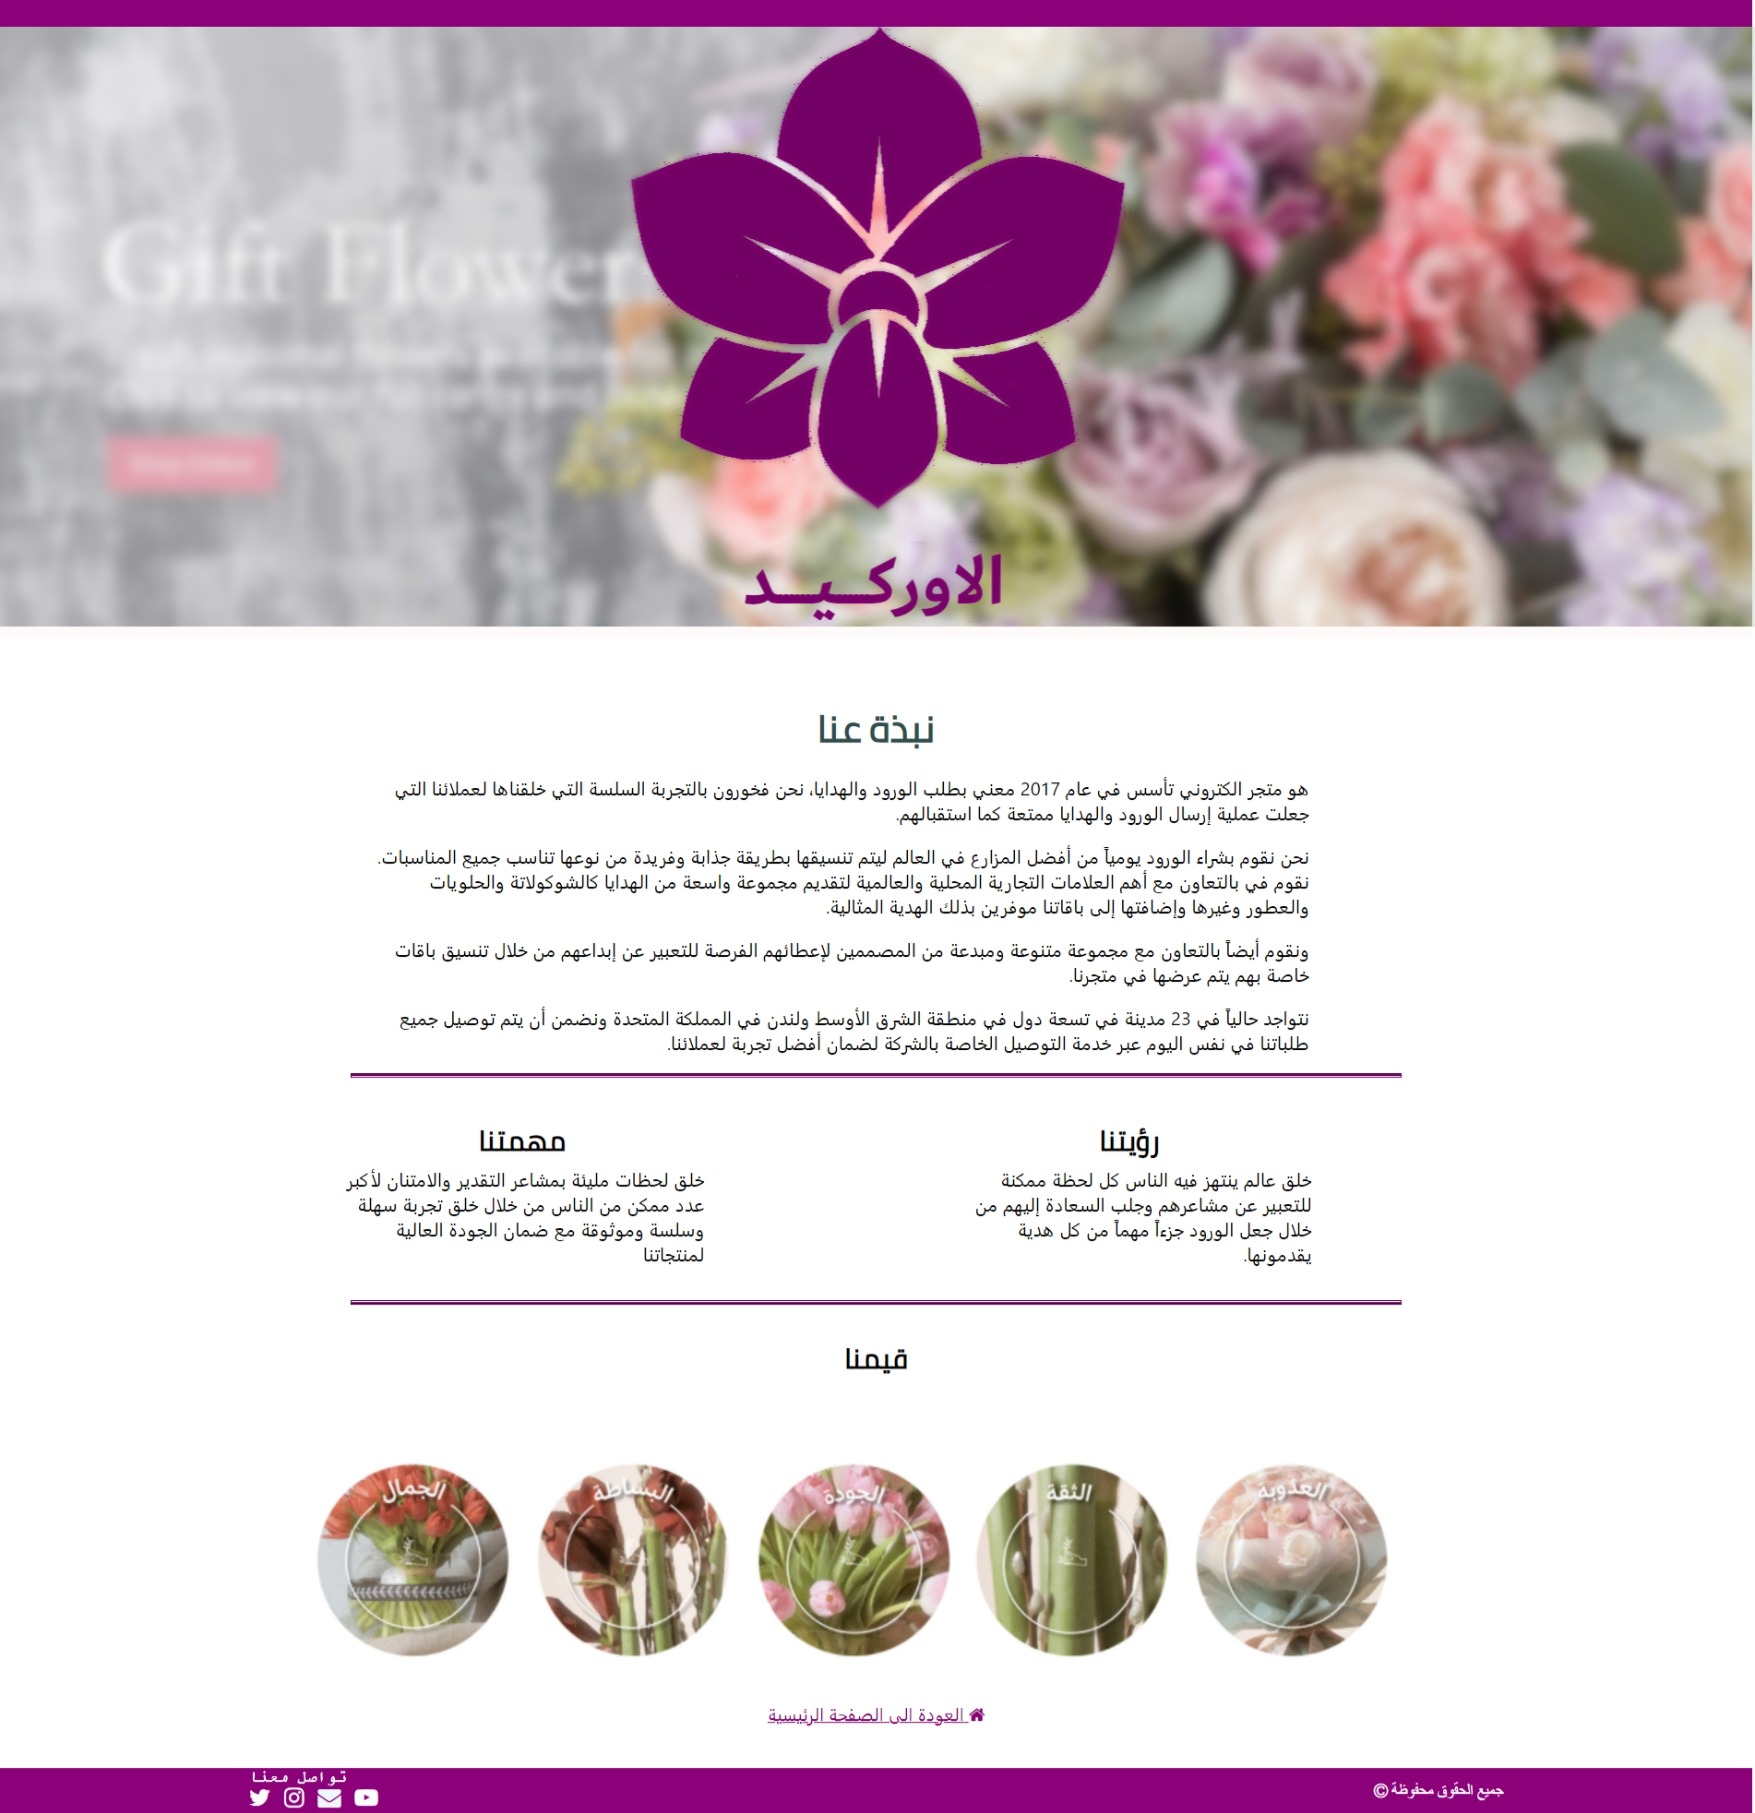 Gift Flower
Shop Online
الاوركيد
نبذة عنا
هو متجر الكتروني تأسس في عام 2017 معني بطلب الورود والهدايا، نحن فخورون بالتجربة السلسة التي خلقناها لعملائنا التي
جعلت عملية إرسال الورود والهدايا ممتعة كما استقبالهم.
نحن نقوم بشراء الورود يومياً من أفضل المزارع في العالم ليتم تنسيقها بطريقة جذابة وفريدة من نوعها تناسب جميع المناسبات.
نقوم في بالتعاون مع أهم العلامات التجارية المحلية والعالمية لتقديم مجموعة واسعة من الهدايا كالشوكولاتة والحلويات
والعطور وغيرها وإضافتها إلى باقاتنا موفرين بذلك الهدية المثالية.
ونقوم أيضاً بالتعاون مع مجموعة متنوعة ومبدعة من المصممين لإعطائهم الفرصة للتعبير عن إبداعهم من خلال تنسيق باقات
خاصة بهم يتم عرضها في متجرنا.
نتواجد حالياً في 23 مدينة في تسعة دول في منطقة الشرق الأوسط ولندن في المملكة المتحدة ونضمن أن يتم توصيل جميع
طلباتنا في نفس اليوم عبر خدمة التوصيل الخاصة بالشركة لضمان أفضل تجربة لعملائنا.
رؤيتنا
خلق عالم ينتهز فيه الناس كل لحظة ممكنة
للتعبير عن مشاعرهم وجلب السعادة إليهم من
خلال جعل الورود جزءاً مهماً من كل هدية
يقدمونها.
مهمتنا
خلق لحظات مليئة بمشاعر التقدير والامتنان لأكبر
عدد ممكن من الناس من خلال خلق تجربة سهلة
وسلسة وموثوقة مع ضمان الجودة العالية
لمنتجاتنا
قيمنا
العذوبة
الثقة
الجودة
البساطة
الجمال
العودة الى الصفحة الرئيسية
جميع الحقوق محفوظة ©
تواصل معنا